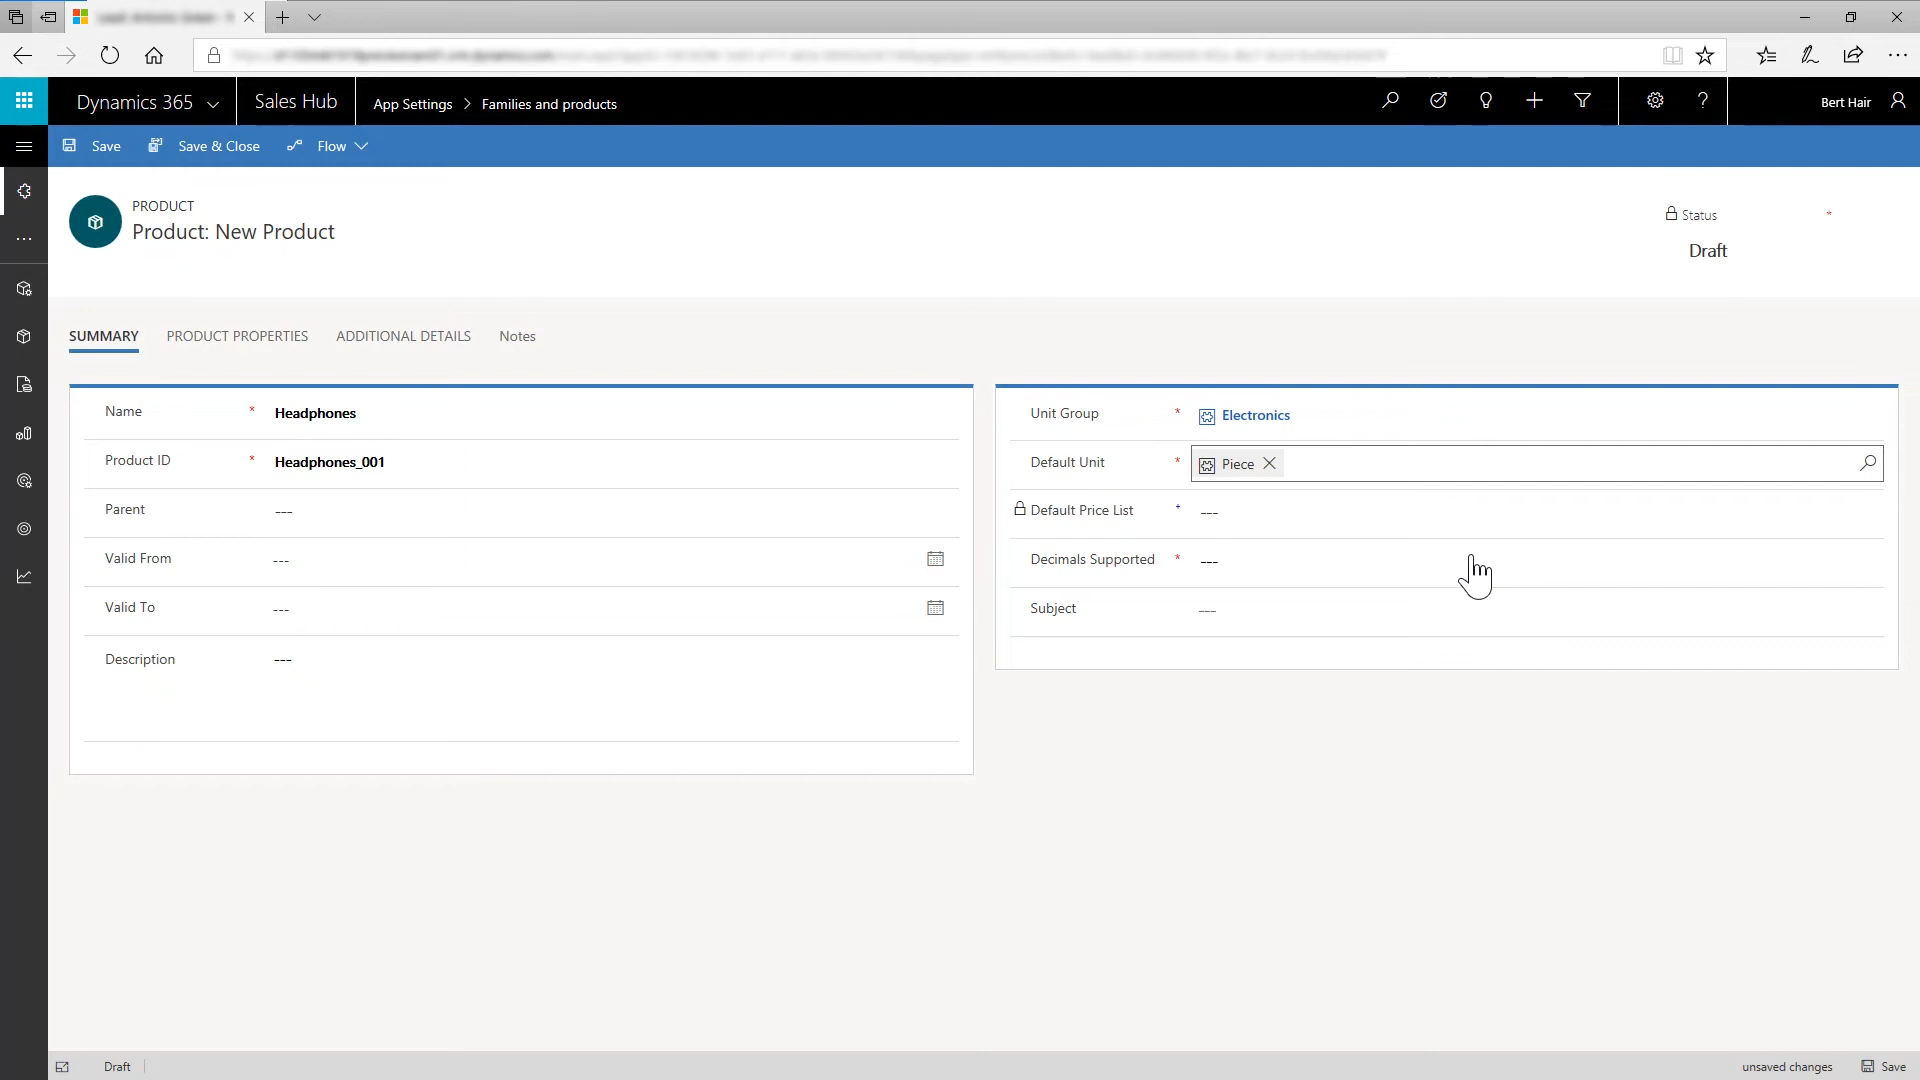 Dynamics 365
Sales Hub
App Settings > Families and products
Bert Hair
Save
Save & Close
Flow
PRODUCT
Product: New Product
Status *
Draft
SUMMARY
PRODUCT PROPERTIES
ADDITIONAL DETAILS
Notes
Name * Headphones
Product ID * Headphones_001
Parent ---
Valid From ---
Valid To ---
Description ---
Unit Group * Electronics
Default Unit * Piece
Default Price List + ---
Decimals Supported * ---
Subject ---
Draft
unsaved changes
Save